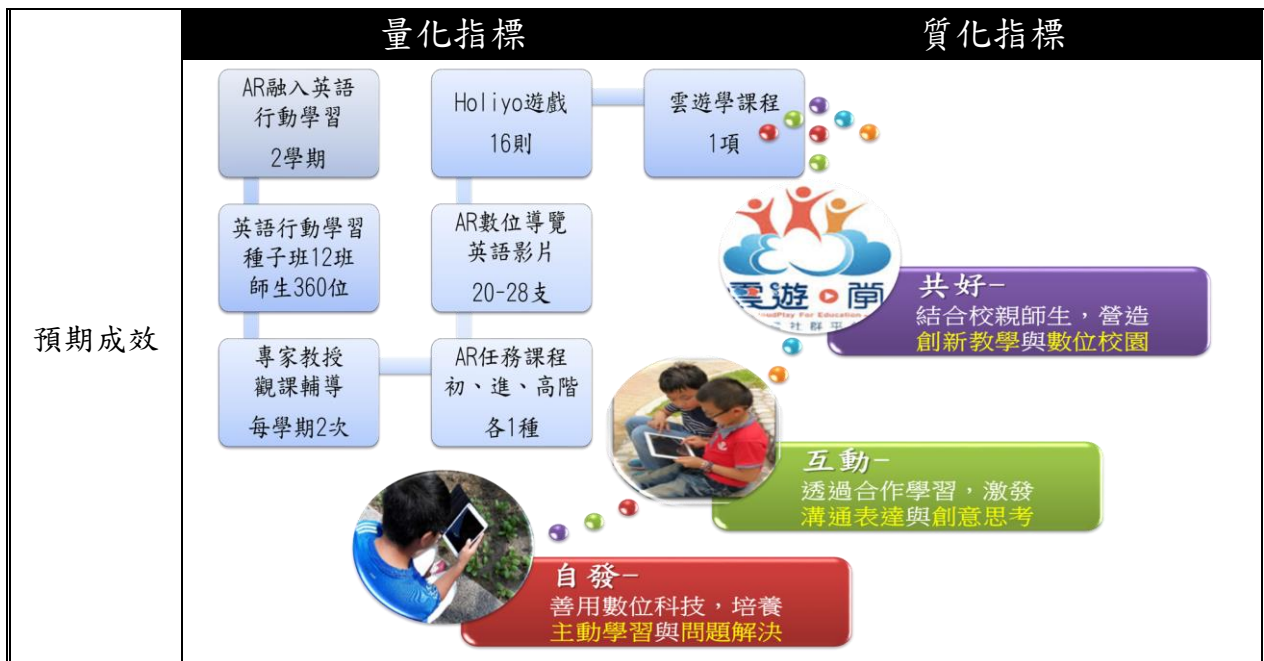 量化指標
質化指標
預期成效
AR融入英語
行動學習
2學期
英語行動學習
種子班12班
師生360位
專家教授
觀課輔導
每學期2次
AR任務課程
初、進、高階
各1種
AR數位導覽
英語影片
20-28支
Holiyo遊戲
16則
雲遊學課程
1項
雲遊學
oudPlay For Education
社群平
共好-
結合校親師生，營造
創新教學與數位校園
互動-
透過合作學習，激發
溝通表達與創意思考
自發-
善用數位科技，培養
主動學習與問題解決